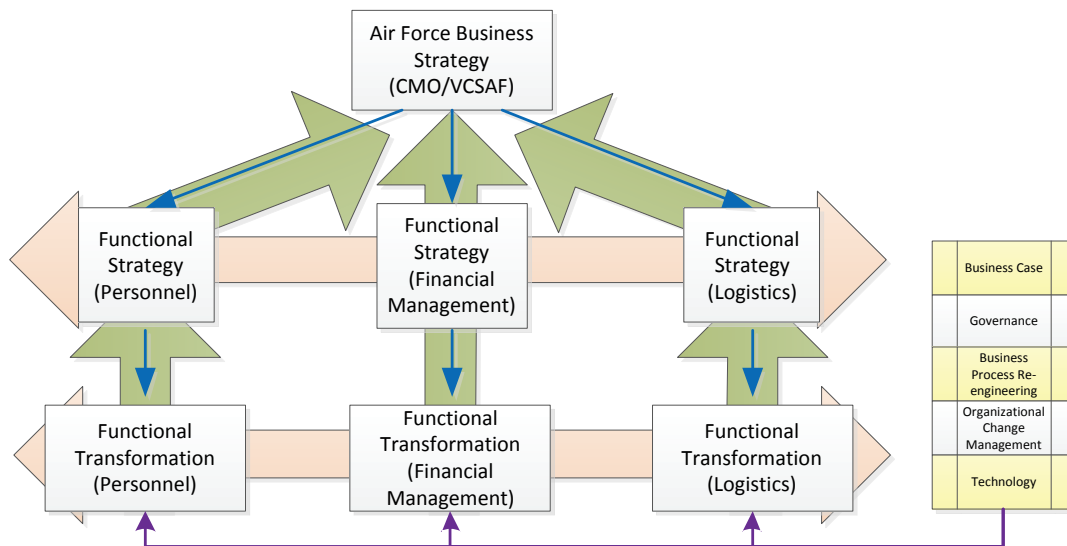 Air Force Business
Strategy
(CMO/VCSAF)
Functional
Strategy
(Personnel)
Functional
Strategy
(Financial
Management)
Functional
Strategy
(Logistics)
Functional
Transformation
(Personnel)
Functional
Transformation
(Financial
Management)
Functional
Transformation
(Logistics)
Business Case
Governance
Business
Process Re-
engineering
Organizational
Change
Management
Technology